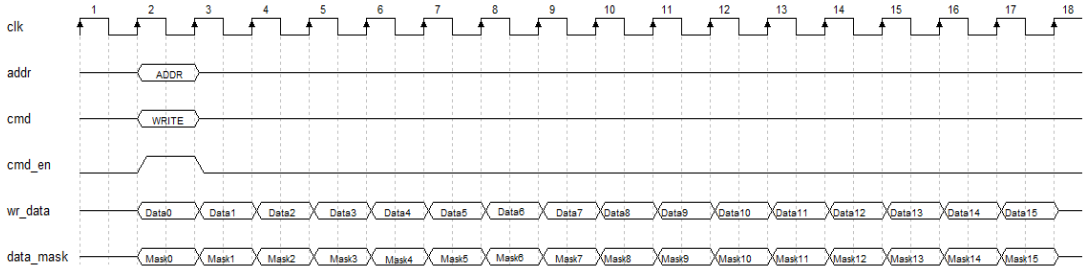 1 2 3 4 5 6 7 8 9 10 11 12 13 14 15 16 17 18
clk
addr ADDR
cmd WRITE
cmd_en
wr_data Data0 Data1 Data2 Data3 Data4 Data5 Data6 Data7 Data8 Data9 Data10 Data11 Data12 Data13 Data14 Data15
data_mask Mask0 Mask1 Mask2 Mask3 Mask4 Mask5 Mask6 Mask7 Mask8 Mask9 Mask10 Mask11 Mask12 Mask13 Mask14 Mask15